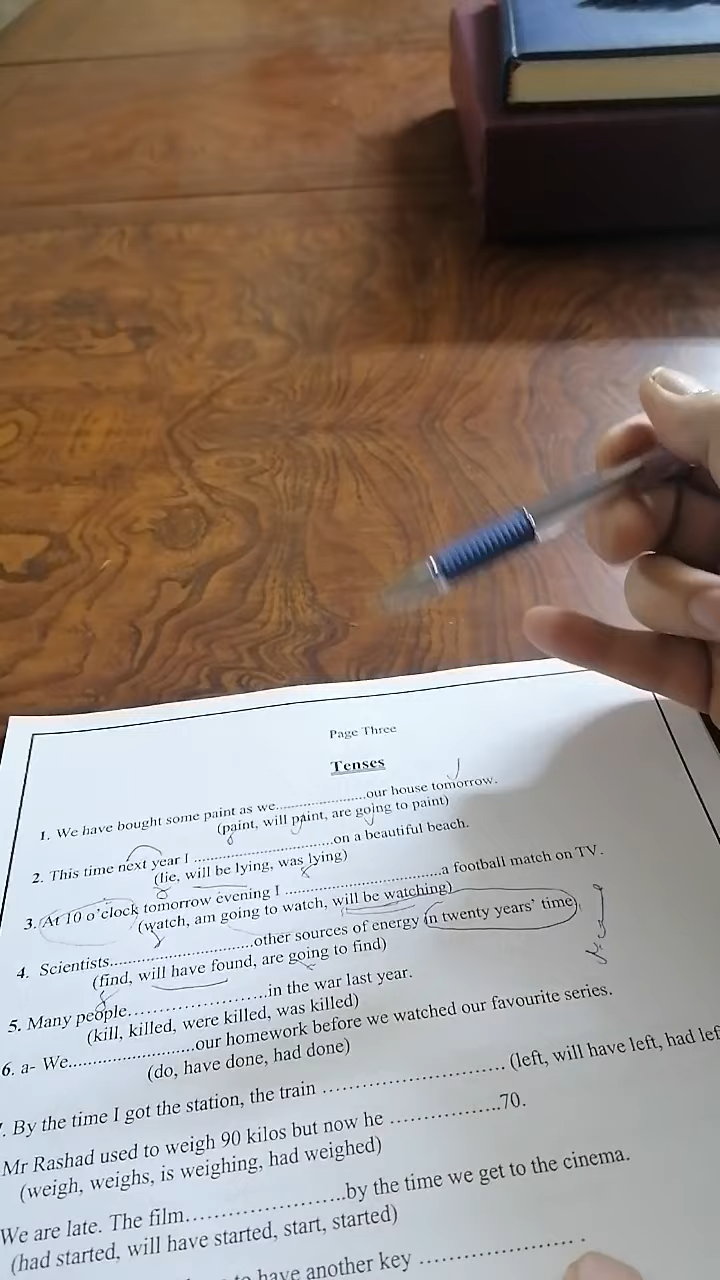 Page Three
Tenses
1. We have bought some paint as we......................our house tomorrow.
(paint, will paint, are going to paint)
2. This time next year I ..................................on a beautiful beach.
(lie, will be lying, was lying)
3. At 10 o'clock tomorrow evening I ......................................a football match on TV.
(watch, am going to watch, will be watching)
4. Scientists..................................other sources of energy in twenty years' time.
(find, will have found, are going to find)
5. Many people........................in the war last year.
(kill, killed, were killed, was killed)
6. a- We..............................our homework before we watched our favourite series.
(do, have done, had done)
. By the time I got the station, the train ........................................ (left, will have left, had lef
Mr Rashad used to weigh 90 kilos but now he ........................70.
(weigh, weighs, is weighing, had weighed)
We are late. The film............................by the time we get to the cinema.
(had started, will have started, start, started)
to have another key ................................ .